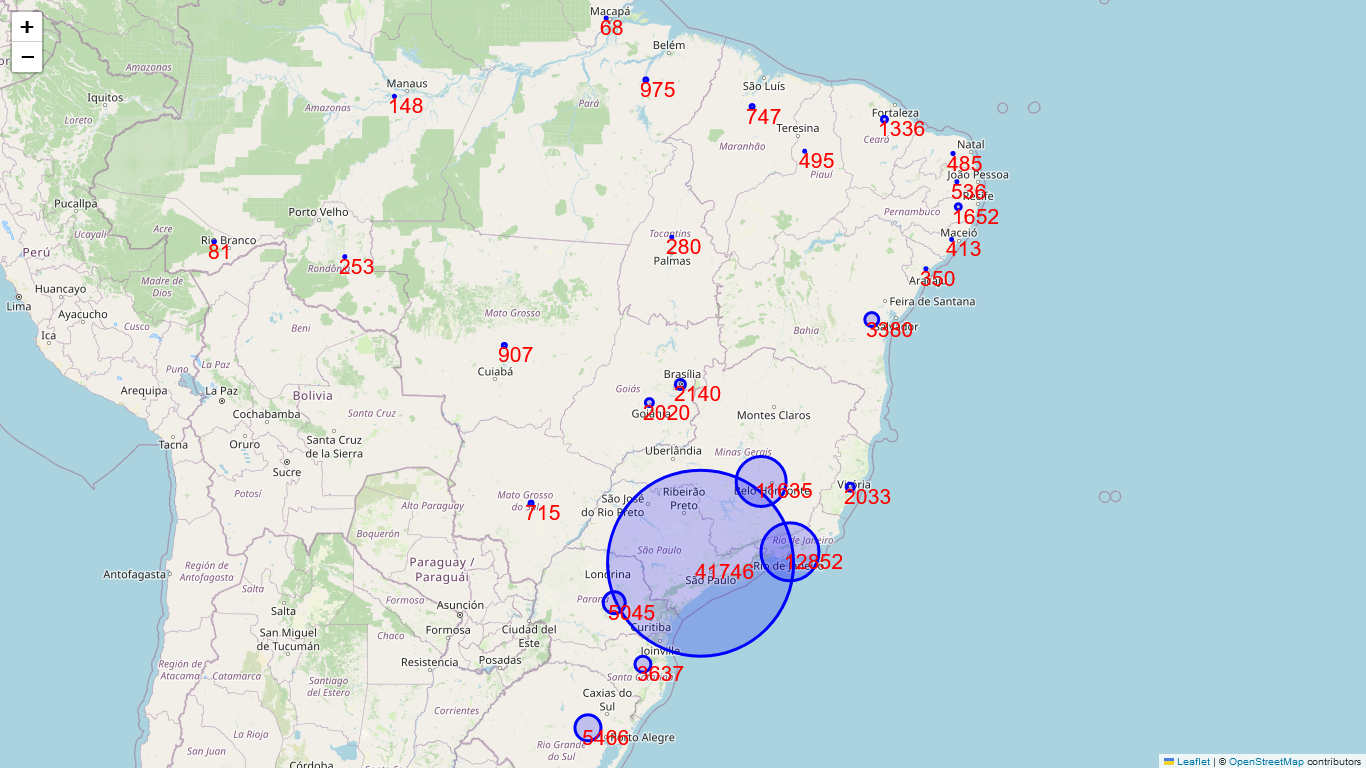 +
−
Macapá
68
Belém
Amazonas
Manaus
148
975
Pará
São Luís
747
Iquitos
Loreto
Amazonas
Teresina
Maranhão
495
Piauí
Fortaleza
1336
Ceará
Natal
485
João Pessoa
536
Recife
Pernambuco
1652
Maceió
413
Pucallpa
Ucayali
Acre
Porto Velho
Rio Branco
81
Perú
253
Rondônia
Tocantins
280
Palmas
350
Aracaju
Huancayo
Lima
Madre de
Dios
Ayacucho
Cusco
Ica
Feira de Santana
Salvador
3380
Bahia
Beni
Mato Grosso
907
Cuiabá
Puno
La Paz
Arequipa
La Paz
Bolivia
Cochabamba
Santa Cruz
Brasília
2140
Goiás
2020
Goiânia
Montes Claros
Tacna
Oruro
Santa Cruz
de la Sierra
Sucre
Potosí
Uberlândia
Minas Gerais
Belo Horizonte
11635
Vitória
2033
Alto Paraguay
Mato Grosso
do Sul
715
São José
do Rio Preto
Ribeirão
Preto
Boquerón
Rio de Janeiro
12852
Rio de Janeiro
São Paulo
41746
São Paulo
Antofagasta
Región de
Antofagasta
Paraguay /
Paraguái
Londrina
Paraná
5045
Curitiba
Salta
Salta
Formosa
Asunción
Chaco
Formosa
Ciudad del
Este
San Miguel
de Tucumán
Joinville
3637
Santa Catarina
Región de
Atacama
Catamarca
Resistencia
Posadas
Santiago
del Estero
Corrientes
Caxias do
Sul
La Rioja
5466
Porto Alegre
Rio Grande
do Sul
San Juan
Córdoba
Leaflet | © OpenStreetMap contributors